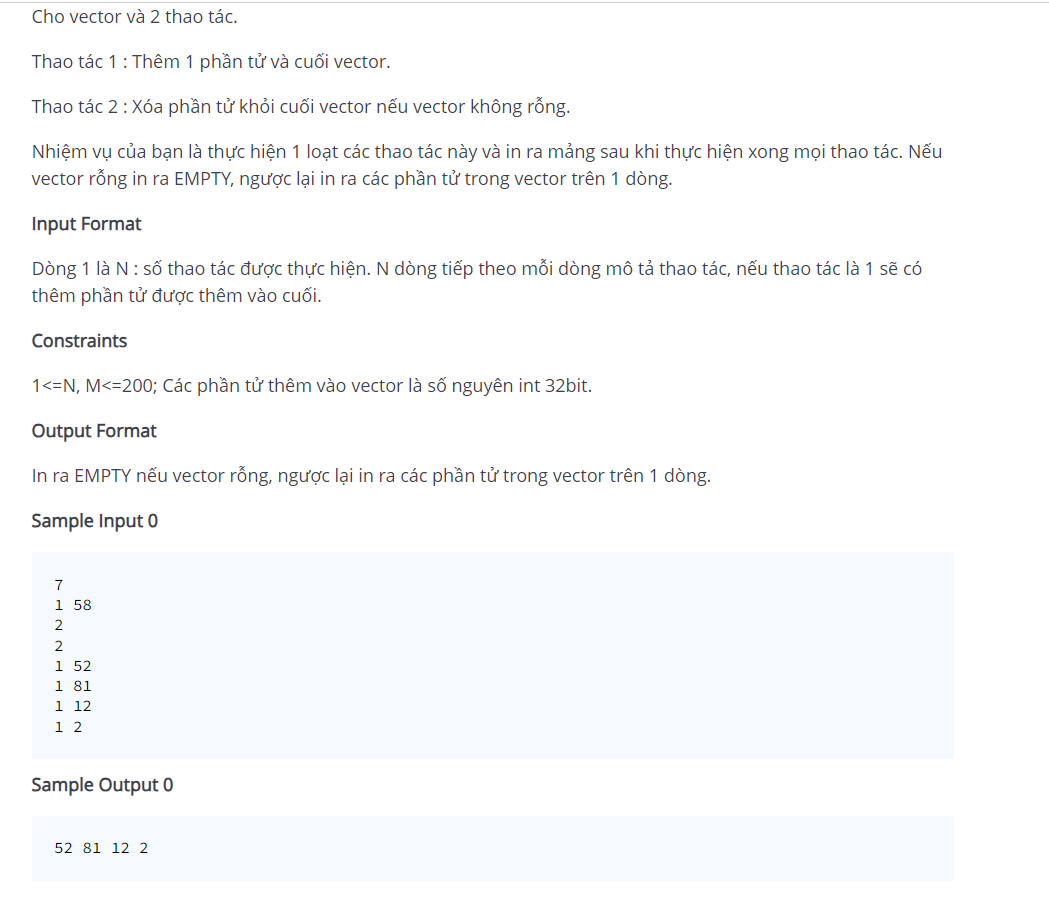 Cho vector và 2 thao tác.
Thao tác 1 : Thêm 1 phần tử và cuối vector.
Thao tác 2 : Xóa phần tử khỏi cuối vector nếu vector không rỗng.
Nhiệm vụ của bạn là thực hiện 1 loạt các thao tác này và in ra mảng sau khi thực hiện xong mọi thao tác. Nếu
vector rỗng in ra EMPTY, ngược lại in ra các phần tử trong vector trên 1 dòng.
Input Format
Dòng 1 là N : số thao tác được thực hiện. N dòng tiếp theo mỗi dòng mô tả thao tác, nếu thao tác là 1 sẽ có
thêm phần tử được thêm vào cuối.
Constraints
1<=N, M<=200; Các phần tử thêm vào vector là số nguyên int 32bit.
Output Format
In ra EMPTY nếu vector rỗng, ngược lại in ra các phần tử trong vector trên 1 dòng.
Sample Input 0
7
1 58
2
2
1 52
1 81
1 12
1 2
Sample Output 0
52 81 12 2